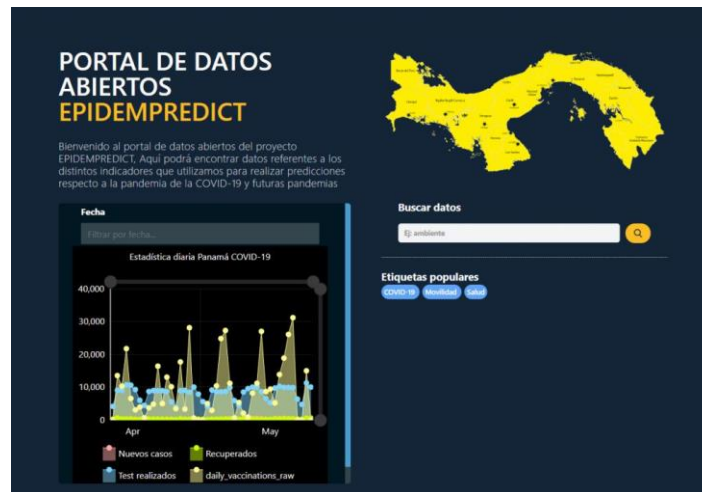 PORTAL DE DATOS
ABIERTOS
EPIDEMPREDICT
Bienvenido al portal de datos abiertos del proyecto
EPIDEMPREDICT, Aquí podrá encontrar datos referentes a los
distintos indicadores que utilizamos para realizar predicciones
respecto a la pandemia de la COVID-19 y futuras pandemias
Fecha
Filtrar por fecha...
Estadística diaria Panamá COVID-19
40,000
30,000
20,000
10,000
0
Apr
May
Nuevos casos
Recuperados
Test realizados
daily_vaccinations_raw
Buscar datos
Ej: ambiente
Etiquetas populares
COVID-19 Movilidad Salud